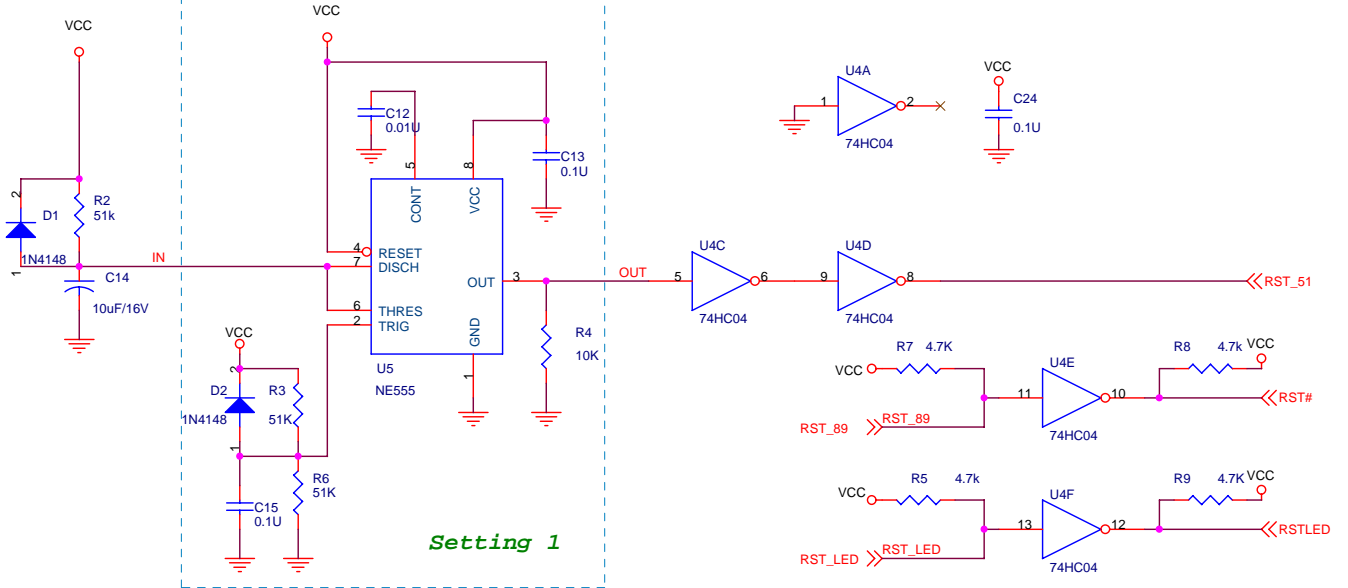 VCC
R2
51k
2
D1
1N4148
1
C14
10uF/16V
IN
VCC
C12
0.01U
5
CONT
8
VCC
C13
0.1U
4
RESET
7
DISCH
OUT
3
6
THRES
2
TRIG
GND
1
U5
NE555
VCC
2
D2
1N4148
1
R3
51K
R6
51K
C15
0.1U
Setting 1
R4
10K
OUT
U4A
1
2
74HC04
VCC
C24
0.1U
U4C
5
6
74HC04
U4D
9
8
74HC04
RST_51
R7 4.7K
VCC
RST_89
RST_89
U4E
11
10
74HC04
R8 4.7k
VCC
RST#
R5 4.7k
VCC
RST_LED
RST_LED
U4F
13
12
74HC04
R9 4.7K
VCC
RSTLED